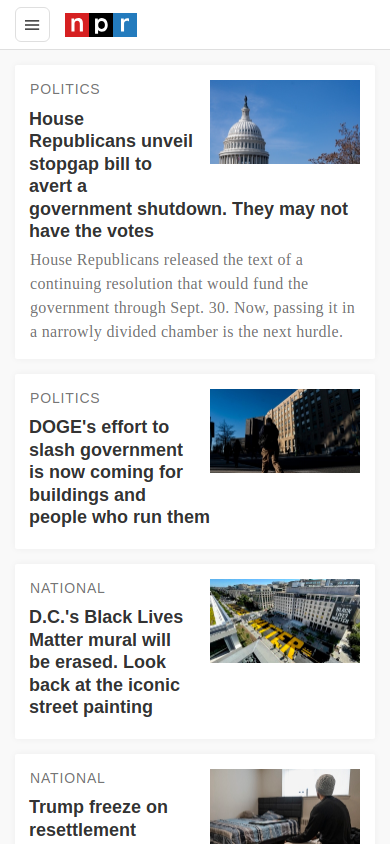 npr
POLITICS
House
Republicans unveil
stopgap bill to
avert a
government shutdown. They may not
have the votes
House Republicans released the text of a
continuing resolution that would fund the
government through Sept. 30. Now, passing it in
a narrowly divided chamber is the next hurdle.
POLITICS
DOGE's effort to
slash government
is now coming for
buildings and
people who run them
NATIONAL
D.C.'s Black Lives
Matter mural will
be erased. Look
back at the iconic
street painting
BLACK
LIVES
MATTER
NATIONAL
Trump freeze on
resettlement